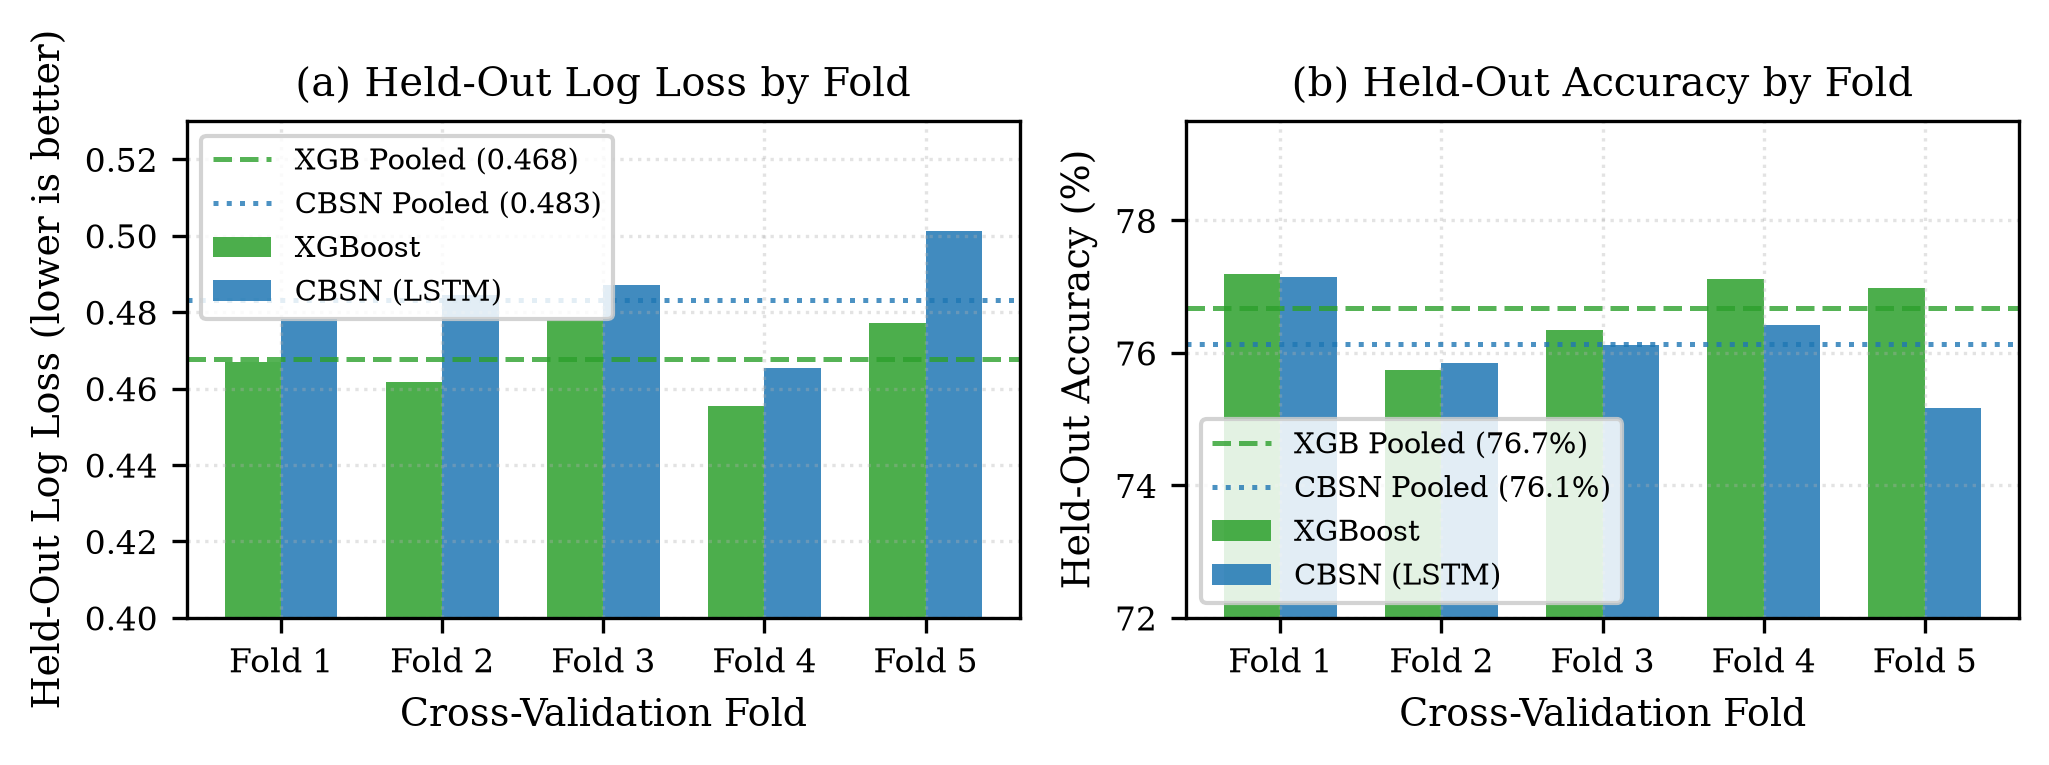 (a) Held-Out Log Loss by Fold
Held-Out Log Loss (lower is better)
0.52
0.50
0.48
0.46
0.44
0.42
0.40
XGB Pooled (0.468)
CBSN Pooled (0.483)
XGBoost
CBSN (LSTM)
Fold 1 Fold 2 Fold 3 Fold 4 Fold 5
Cross-Validation Fold
(b) Held-Out Accuracy by Fold
Held-Out Accuracy (%)
78
76
74
72
XGB Pooled (76.7%)
CBSN Pooled (76.1%)
XGBoost
CBSN (LSTM)
Fold 1 Fold 2 Fold 3 Fold 4 Fold 5
Cross-Validation Fold